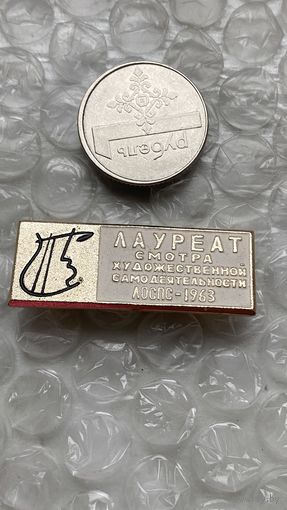 рубель
ЛАУРЕАТ
СМОТРА
ХУДОЖЕСТВЕННОЙ
САМОДЕЯТЕЛЬНОСТИ
ЛОСПС-1963